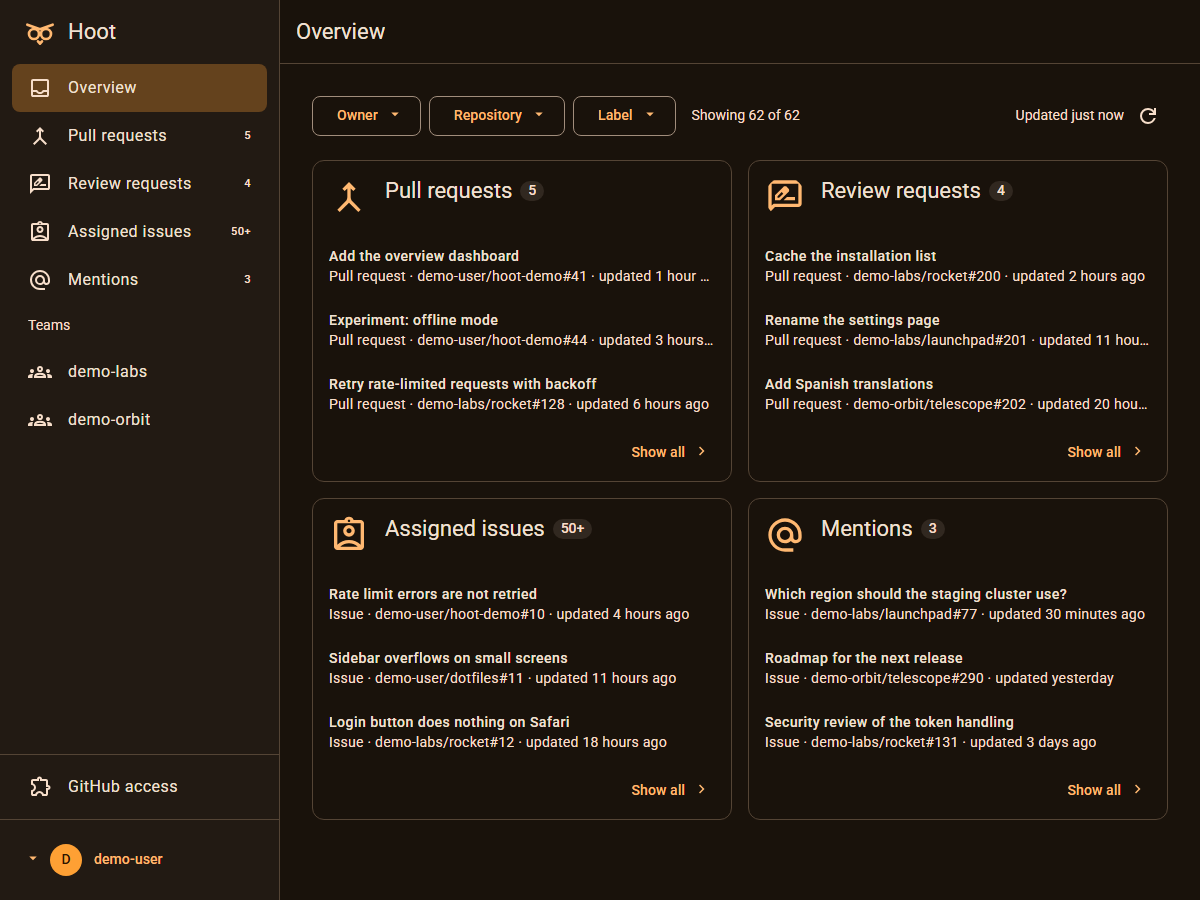 Hoot
Overview
Pull requests 5
Review requests 4
Assigned issues 50+
Mentions 3
Teams
demo-labs
demo-orbit
GitHub access
D demo-user
Overview
Owner Repository Label Showing 62 of 62 Updated just now
Pull requests 5
Add the overview dashboard
Pull request · demo-user/hoot-demo#41 · updated 1 hour …
Experiment: offline mode
Pull request · demo-user/hoot-demo#44 · updated 3 hours…
Retry rate-limited requests with backoff
Pull request · demo-labs/rocket#128 · updated 6 hours ago
Show all
Review requests 4
Cache the installation list
Pull request · demo-labs/rocket#200 · updated 2 hours ago
Rename the settings page
Pull request · demo-labs/launchpad#201 · updated 11 hou…
Add Spanish translations
Pull request · demo-orbit/telescope#202 · updated 20 hou…
Show all
Assigned issues 50+
Rate limit errors are not retried
Issue · demo-user/hoot-demo#10 · updated 4 hours ago
Sidebar overflows on small screens
Issue · demo-user/dotfiles#11 · updated 11 hours ago
Login button does nothing on Safari
Issue · demo-labs/rocket#12 · updated 18 hours ago
Show all
Mentions 3
Which region should the staging cluster use?
Issue · demo-labs/launchpad#77 · updated 30 minutes ago
Roadmap for the next release
Issue · demo-orbit/telescope#290 · updated yesterday
Security review of the token handling
Issue · demo-labs/rocket#131 · updated 3 days ago
Show all